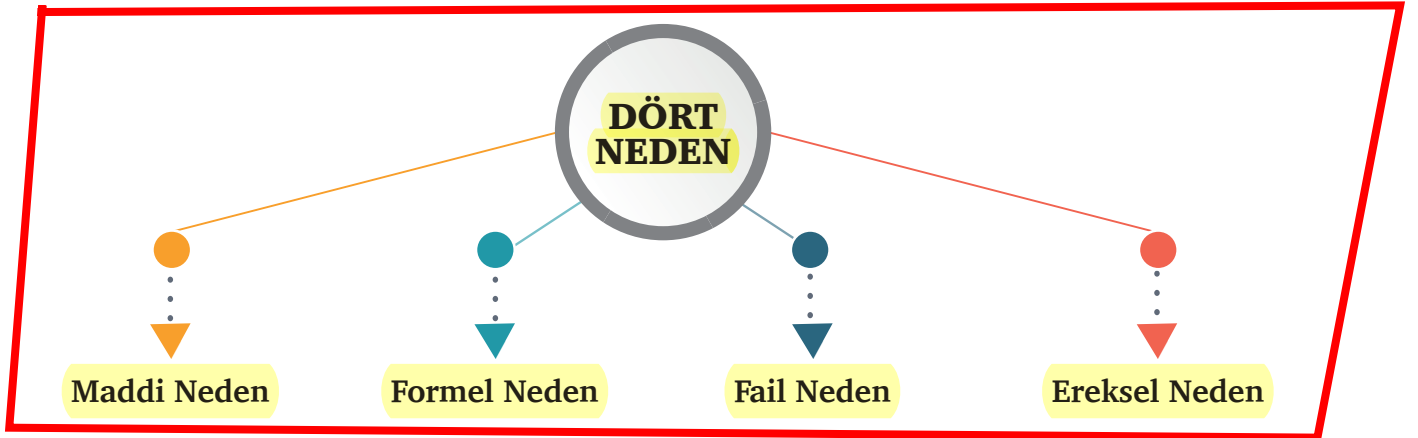 DÖRT
NEDEN
Maddi Neden
Formel Neden
Fail Neden
Ereksel Neden